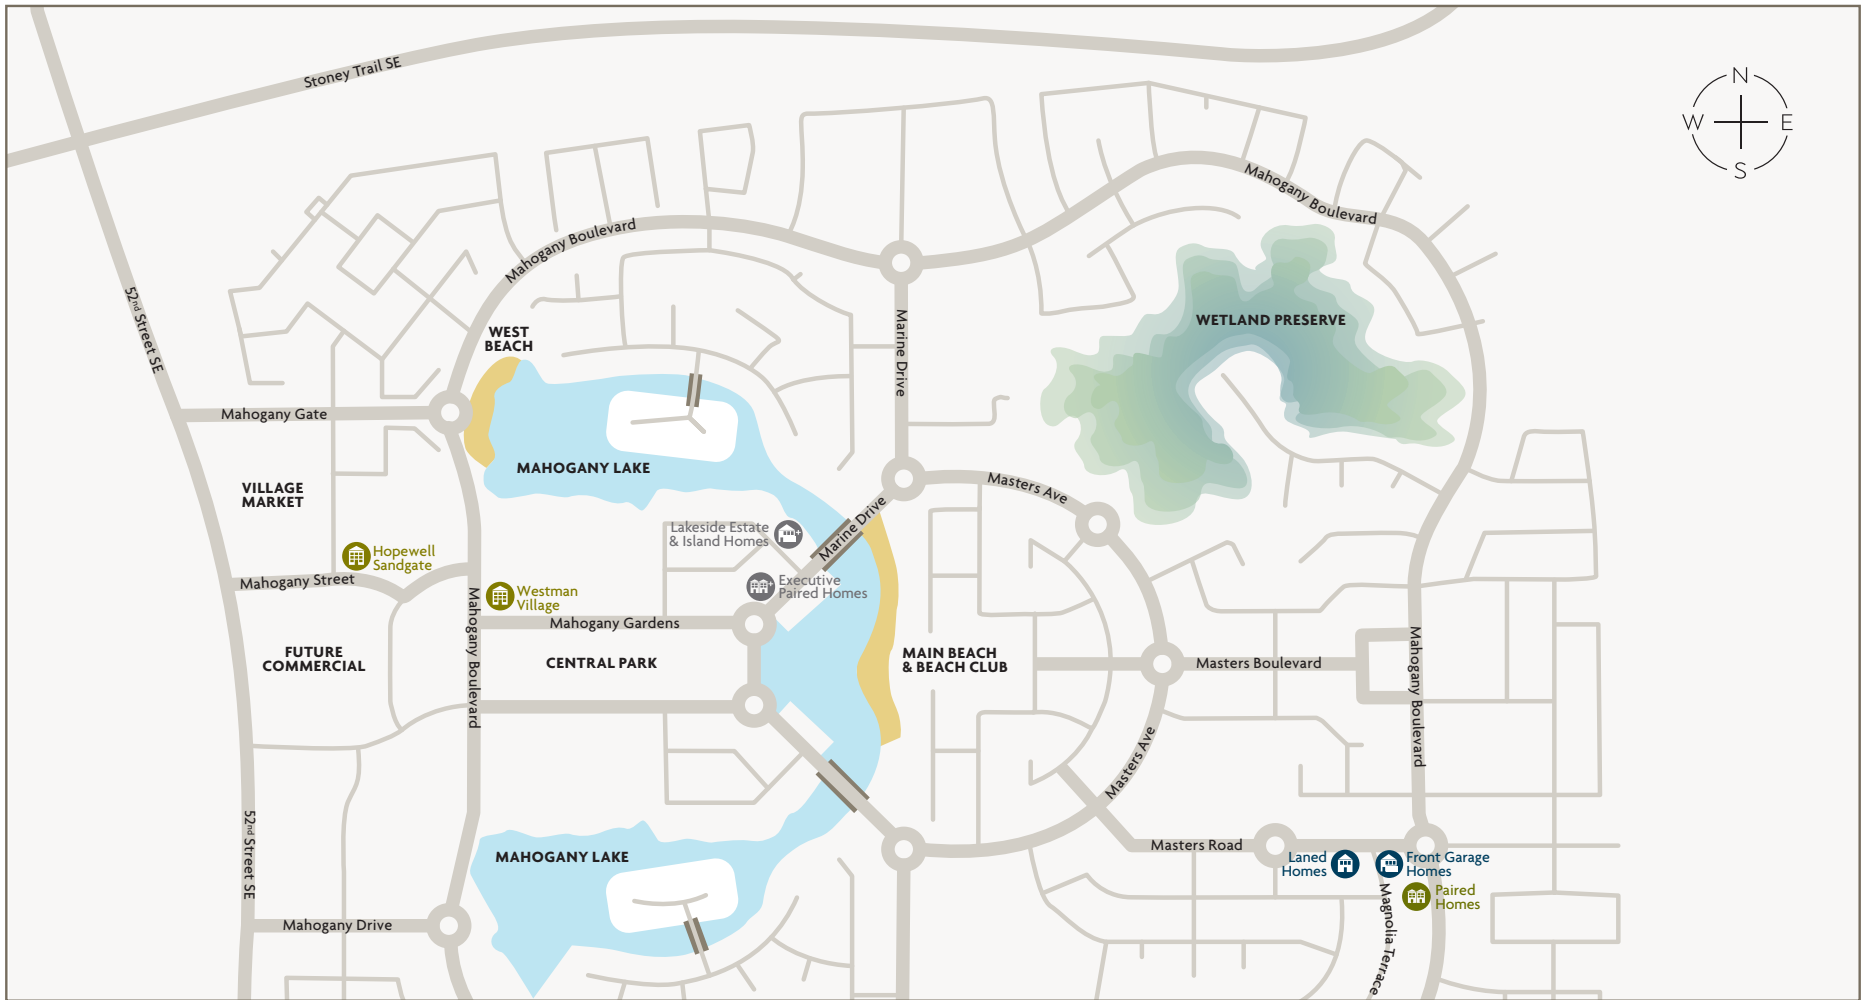 Stoney Trail SE
N
W E
S
Mahogany Boulevard
Mahogany Boulevard
52nd Street SE
WEST
BEACH
Marine Drive
WETLAND PRESERVE
Mahogany Gate
MAHOGANY LAKE
VILLAGE
MARKET
Masters Ave
Lakeside Estate
& Island Homes
Marine Drive
Hopewell
Sandgate
Mahogany Street
Executive
Paired Homes
Westman
Village
Mahogany Gardens
Mahogany Boulevard
FUTURE
COMMERCIAL
CENTRAL PARK
MAIN BEACH
& BEACH CLUB
Masters Boulevard
Mahogany Boulevard
Masters Ave
52nd Street SE
MAHOGANY LAKE
Masters Road
Laned
Homes
Front Garage
Homes
Paired
Homes
Magnolia Terrace
Mahogany Drive